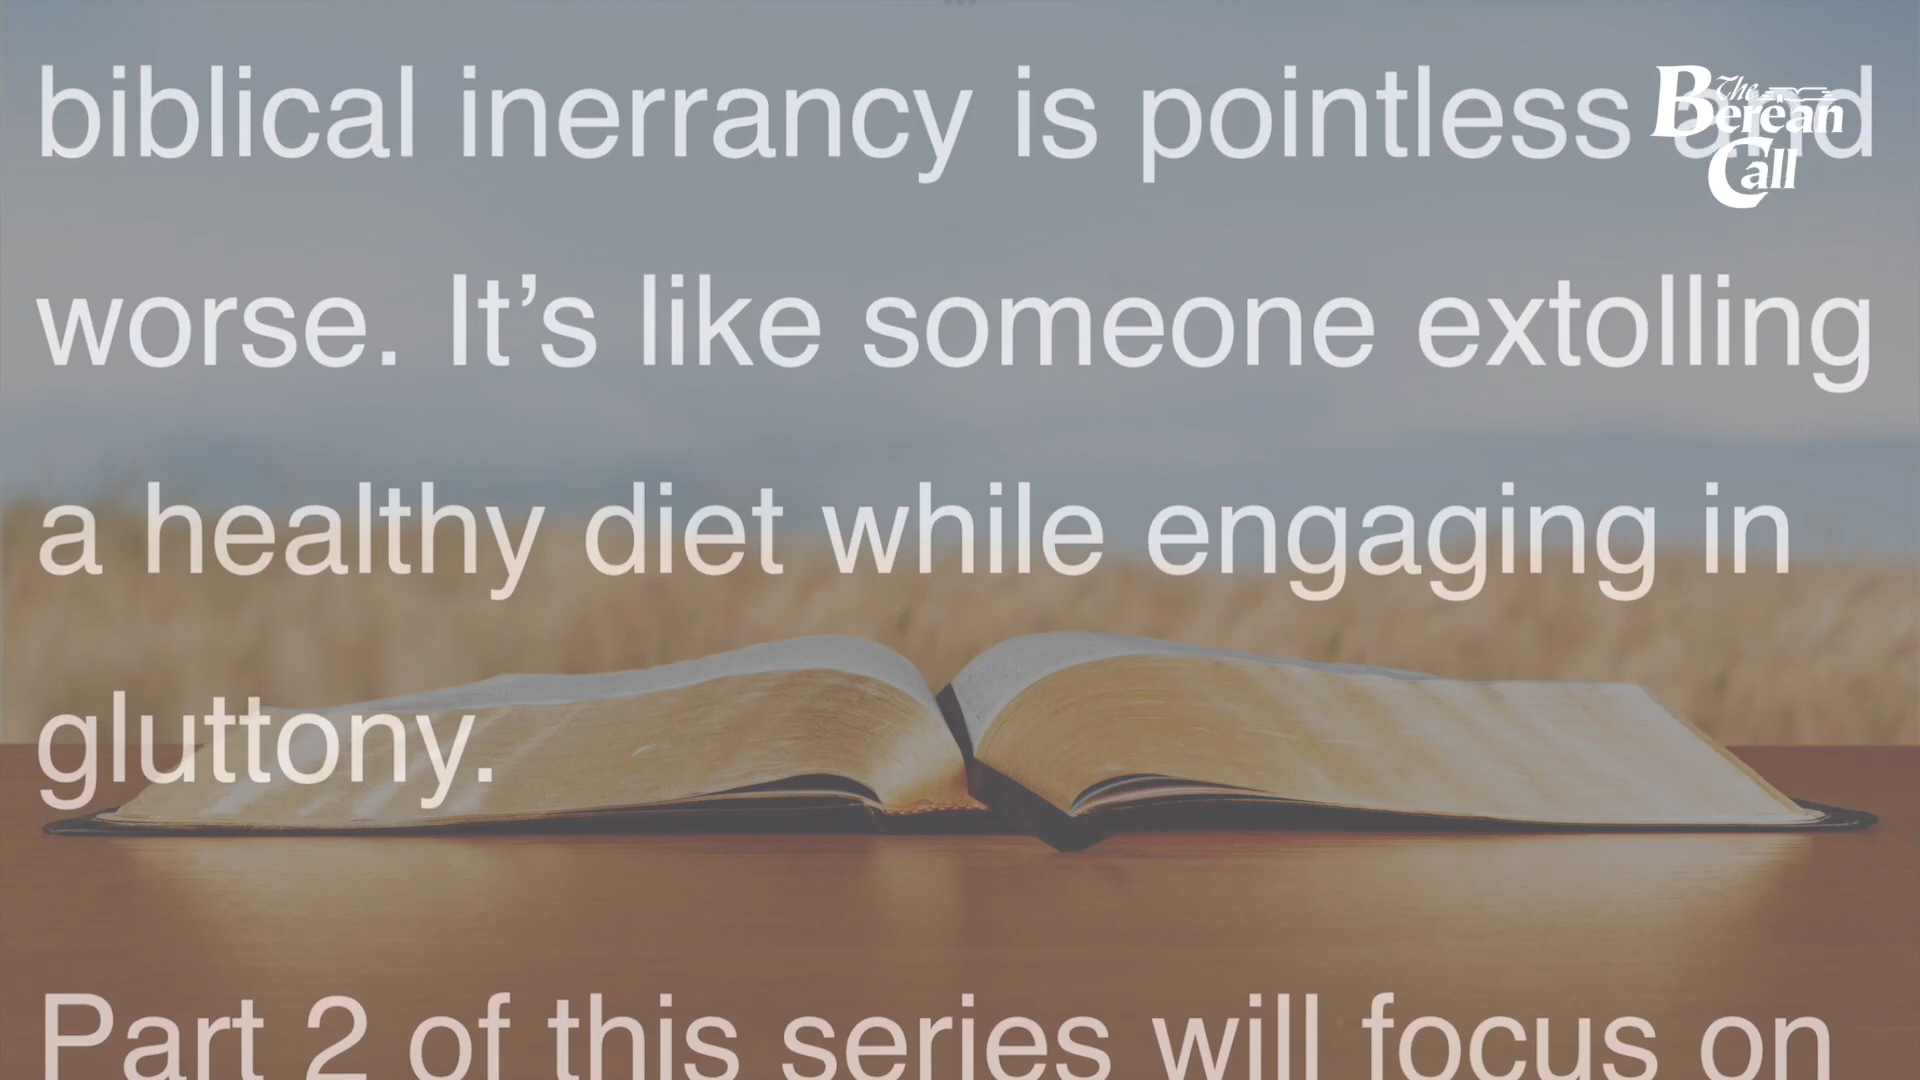 biblical inerrancy is pointless and
worse. It’s like someone extolling
a healthy diet while engaging in
gluttony.
Part 2 of this series will focus on
The
Berean
Call